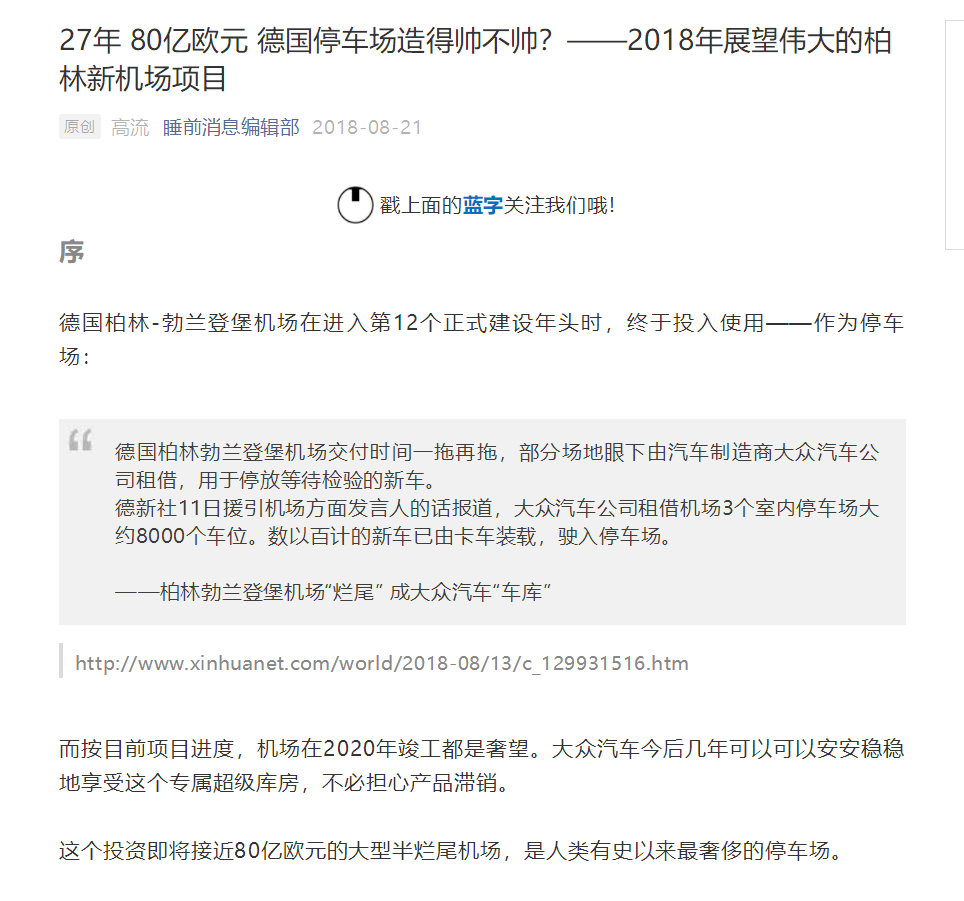 27年 80亿欧元 德国停车场造得帅不帅？——2018年展望伟大的柏
林新机场项目
原创 高流 睡前消息编辑部 2018-08-21
戳上面的蓝字关注我们哦！
序
德国柏林-勃兰登堡机场在进入第12个正式建设年头时，终于投入使用——作为停车
场：
德国柏林勃兰登堡机场交付时间一拖再拖，部分场地眼下由汽车制造商大众汽车公
司租借，用于停放等待检验的新车。
德新社11日援引机场方面发言人的话报道，大众汽车公司租借机场3个室内停车场大
约8000个车位。数以百计的新车已由卡车装载，驶入停车场。
——柏林勃兰登堡机场“烂尾” 成大众汽车“车库”
http://www.xinhuanet.com/world/2018-08/13/c_129931516.htm
而按目前项目进度，机场在2020年竣工都是奢望。大众汽车今后几年可以可以安安稳稳
地享受这个专属超级库房，不必担心产品滞销。
这个投资即将接近80亿欧元的大型半烂尾机场，是人类有史以来最奢侈的停车场。